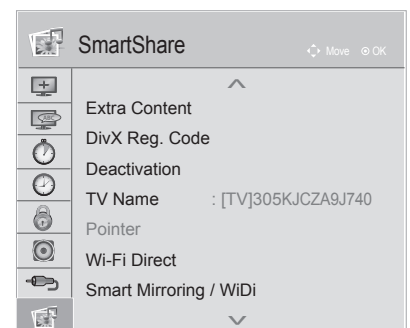 SmartShare
Move OK
ABC
Extra Content
DivX Reg. Code
Deactivation
TV Name : [TV]305KJCZA9J740
Pointer
Wi-Fi Direct
Smart Mirroring / WiDi